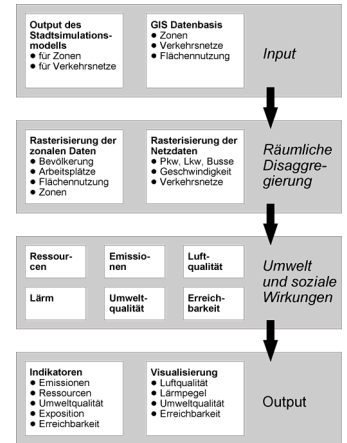 Output des
Stadtsimulations-
modells
● für Zonen
● für Verkehrsnetze
GIS Datenbasis
● Zonen
● Verkehrsnetze
● Flächennutzung
Input
Rasterisierung der
zonalen Daten
● Bevölkerung
● Arbeitsplätze
● Flächennutzung
● Zonen
Rasterisierung der
Netzdaten
● Pkw, Lkw, Busse
● Geschwindigkeit
● Verkehrsnetze
Räumliche
Disaggre-
gierung
Ressour-
cen
Emissio-
nen
Luft-
qualität
Lärm
Umwelt-
qualität
Erreich-
barkeit
Umwelt
und soziale
Wirkungen
Indikatoren
● Emissionen
● Ressourcen
● Umweltqualität
● Exposition
● Erreichbarkeit
Visualisierung
● Luftqualität
● Lärmpegel
● Umweltqualität
● Erreichbarkeit
Output